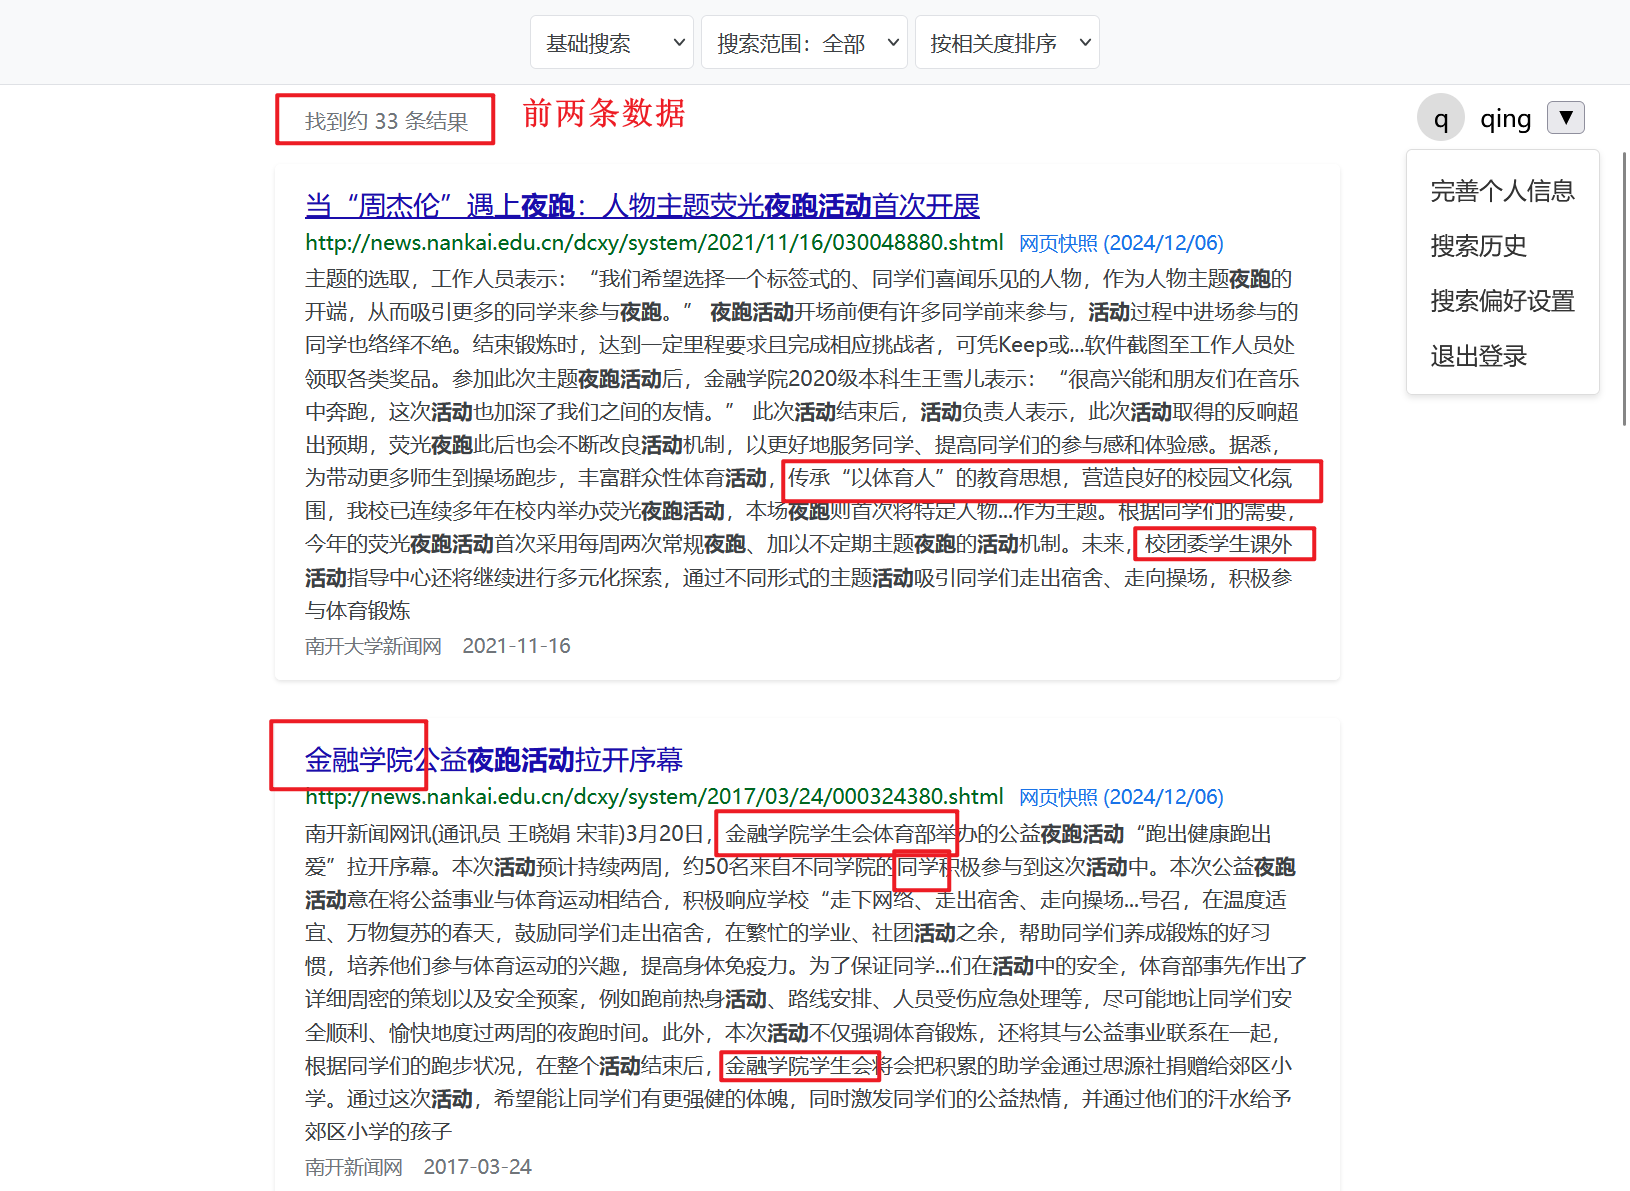 基础搜索
搜索范围：全部
按相关度排序
找到约 33 条结果
前两条数据
q
qing
▼
完善个人信息
搜索历史
搜索偏好设置
退出登录
当“周杰伦”遇上夜跑：人物主题荧光夜跑活动首次开展
http://news.nankai.edu.cn/dcxy/system/2021/11/16/030048880.shtml 网页快照 (2024/12/06)
主题的选取，工作人员表示：“我们希望选择一个标签式的、同学们喜闻乐见的人物，作为人物主题夜跑的
开端，从而吸引更多的同学来参与夜跑。” 夜跑活动开场前便有许多同学前来参与，活动过程中进场参与的
同学也络绎不绝。结束锻炼时，达到一定里程要求且完成相应挑战者，可凭Keep或...软件截图至工作人员处
领取各类奖品。参加此次主题夜跑活动后，金融学院2020级本科生王雪儿表示：“很高兴能和朋友们在音乐
中奔跑，这次活动也加深了我们之间的友情。” 此次活动结束后，活动负责人表示，此次活动取得的反响超
出预期，荧光夜跑此后也会不断改良活动机制，以更好地服务同学、提高同学们的参与感和体验感。据悉，
为带动更多师生到操场跑步，丰富群众性体育活动，传承“以体育人”的教育思想，营造良好的校园文化氛
围，我校已连续多年在校内举办荧光夜跑活动，本场夜跑则首次将特定人物...作为主题。根据同学们的需要，
今年的荧光夜跑活动首次采用每周两次常规夜跑、加以不定期主题夜跑的活动机制。未来，校团委学生课外
活动指导中心还将继续进行多元化探索，通过不同形式的主题活动吸引同学们走出宿舍、走向操场，积极参
与体育锻炼
南开大学新闻网 2021-11-16
金融学院公益夜跑活动拉开序幕
http://news.nankai.edu.cn/dcxy/system/2017/03/24/000324380.shtml 网页快照 (2024/12/06)
南开新闻网讯(通讯员 王晓娟 宋菲)3月20日，金融学院学生会体育部举办的公益夜跑活动“跑出健康跑出
爱”拉开序幕。本次活动预计持续两周，约50名来自不同学院的同学积极参与到这次活动中。本次公益夜跑
活动意在将公益事业与体育运动相结合，积极响应学校“走下网络、走出宿舍、走向操场...号召，在温度适
宜、万物复苏的春天，鼓励同学们走出宿舍，在繁忙的学业、社团活动之余，帮助同学们养成锻炼的好习
惯，培养他们参与体育运动的兴趣，提高身体免疫力。为了保证同学...们在活动中的安全，体育部事先作出了
详细周密的策划以及安全预案，例如跑前热身活动、路线安排、人员受伤应急处理等，尽可能地让同学们安
全顺利、愉快地度过两周的夜跑时间。此外，本次活动不仅强调体育锻炼，还将其与公益事业联系在一起，
根据同学们的跑步状况，在整个活动结束后，金融学院学生会将会把积累的助学金通过思源社捐赠给郊区小
学。通过这次活动，希望能让同学们有更强健的体魄，同时激发同学们的公益热情，并通过他们的汗水给予
郊区小学的孩子
南开新闻网 2017-03-24